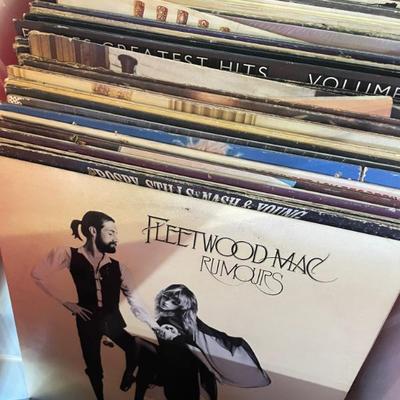 GREATEST HITS VOLUME
CROSBY, STILLS, NASH & YOUNG
FLEETWOOD MAC
RUMOURS